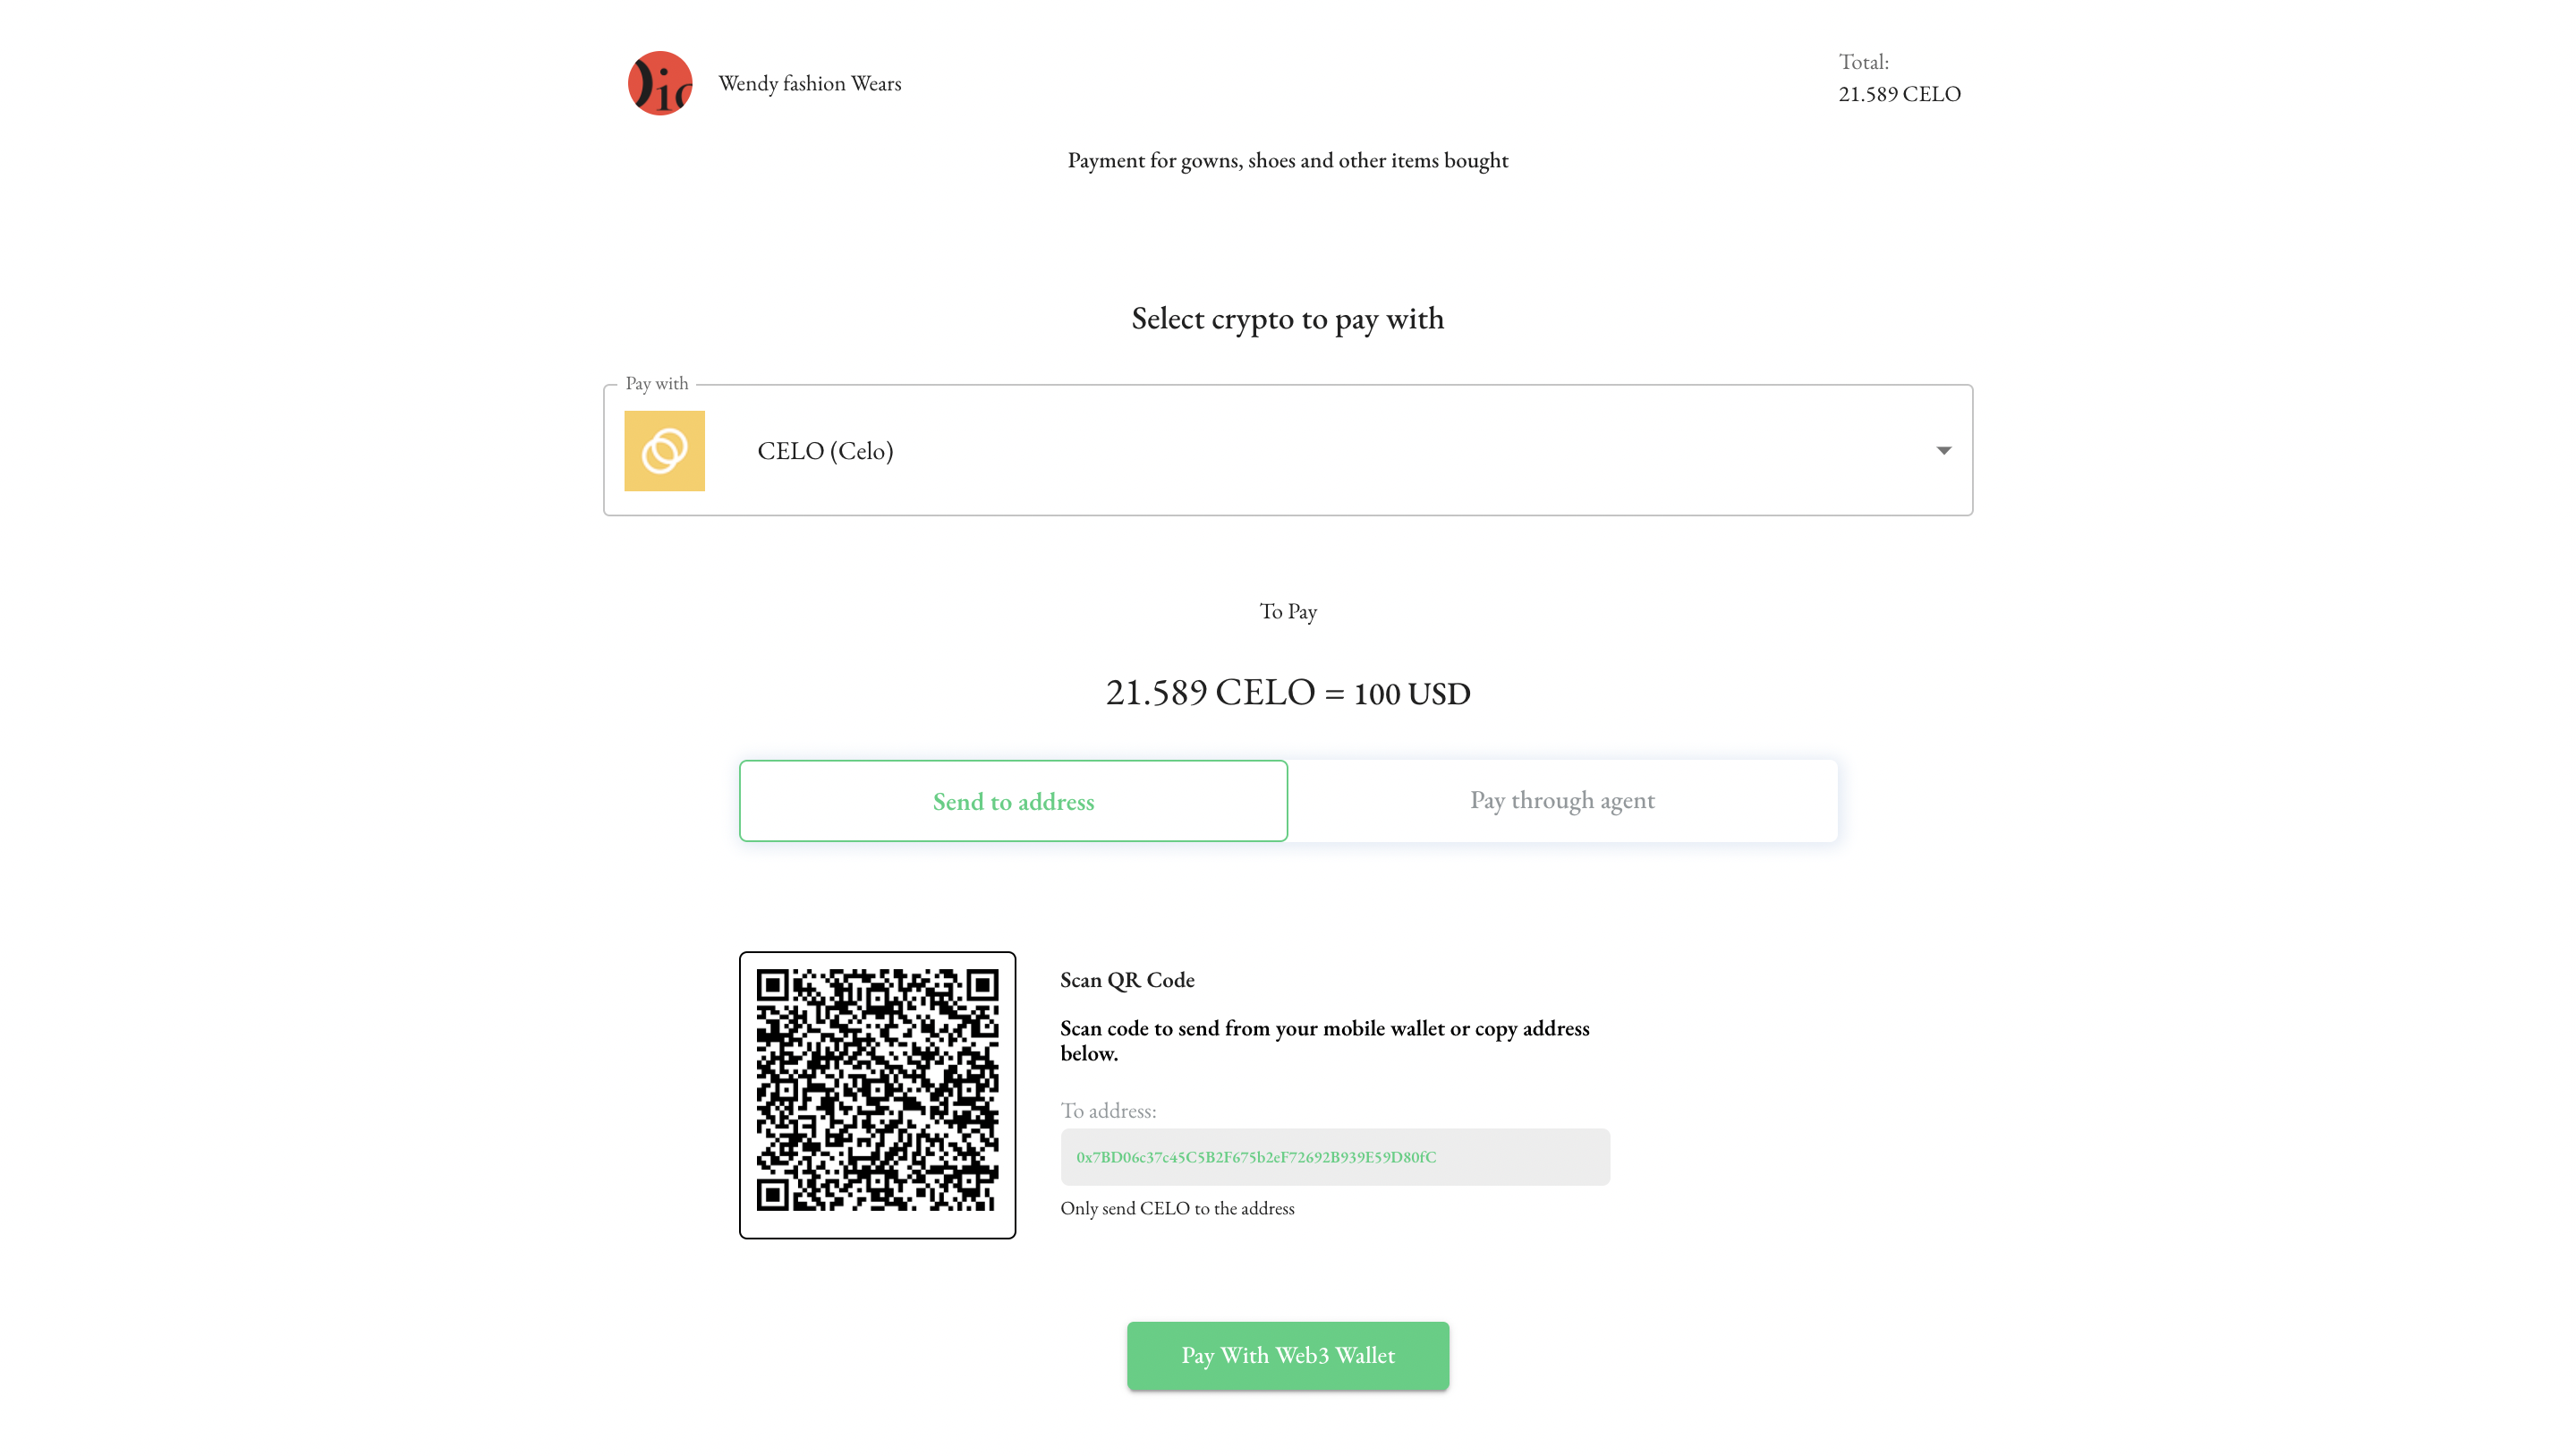 Wendy fashion Wears
Total:
21.589 CELO
Payment for gowns, shoes and other items bought
Select crypto to pay with
Pay with
CELO (Celo)
To Pay
21.589 CELO = 100 USD
Send to address
Pay through agent
Scan QR Code
Scan code to send from your mobile wallet or copy address
below.
To address:
0x7BD06c37c45C5B2F675b2eF72692B939E59D80fC
Only send CELO to the address
Pay With Web3 Wallet